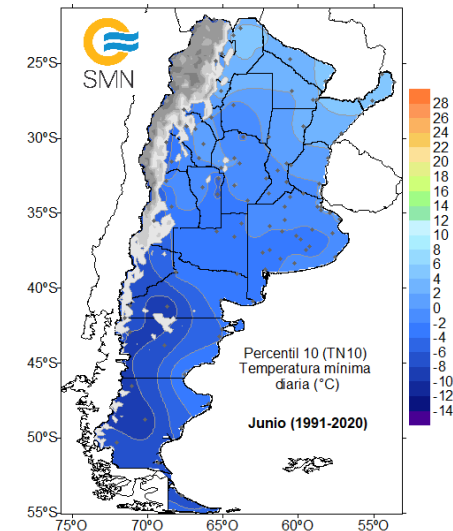 SMN
25°S
30°S
35°S
40°S
45°S
50°S
55°S
75°O
70°O
65°O
60°O
55°O
Percentil 10 (TN10)
Temperatura mínima
diaria (°C)
Junio (1991-2020)
28
26
24
22
20
18
16
14
12
10
8
6
4
2
0
-2
-4
-6
-8
-10
-12
-14